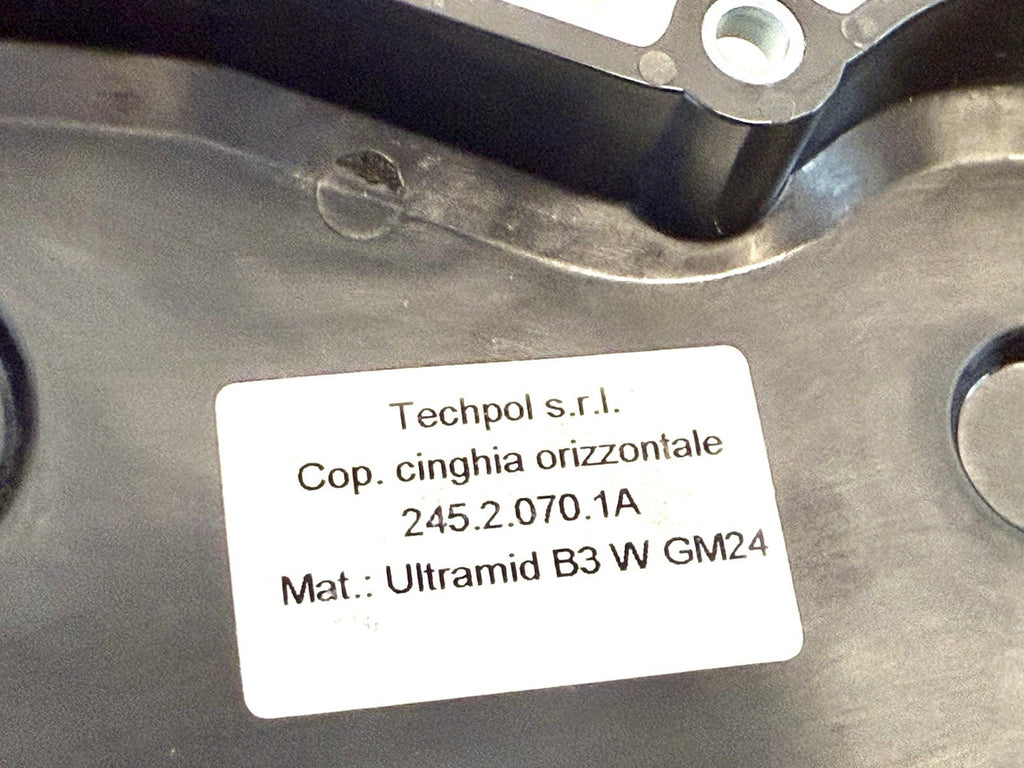 Techpol s.r.l.
Cop. cinghia orizzontale
245.2.070.1A
Mat.: Ultramid B3 W GM24